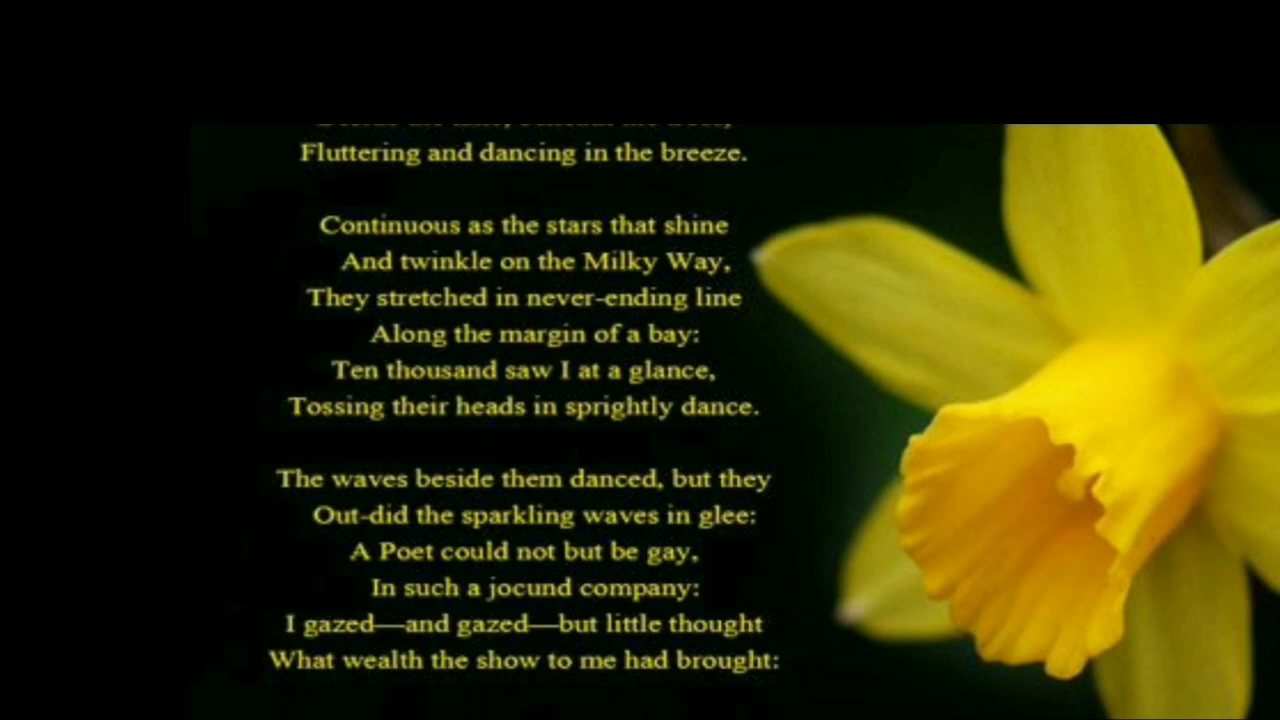 Fluttering and dancing in the breeze.
Continuous as the stars that shine
And twinkle on the Milky Way,
They stretched in never-ending line
Along the margin of a bay:
Ten thousand saw I at a glance,
Tossing their heads in sprightly dance.
The waves beside them danced, but they
Out-did the sparkling waves in glee:
A Poet could not but be gay,
In such a jocund company:
I gazed—and gazed—but little thought
What wealth the show to me had brought: